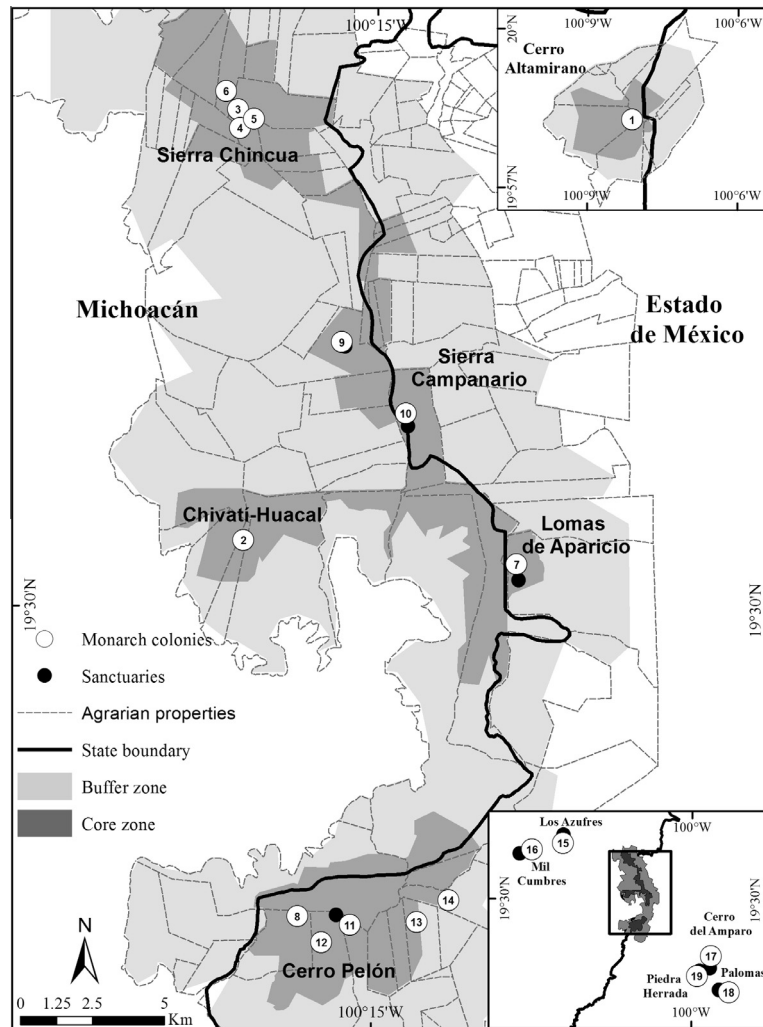 100°15'W
100°9'W
100°6'W
20°N
Cerro
Altamirano
1
19°57'N
100°9'W
100°6'W
6
3
5
4
Sierra Chincua
Michoacán
Estado
de México
9
Sierra
Campanario
10
Chivatí-Huacal
2
Lomas
de Aparicio
7
19°30'N
19°30'N
Monarch colonies
Sanctuaries
Agrarian properties
State boundary
Buffer zone
Core zone
8
11
12
13
14
Cerro Pelón
N
0 1.25 2.5 5
Km
100°15'W
100°W
Los Azufres
16
15
Mil
Cumbres
19°30'N
19°30'N
Cerro
del Amparo
17
Piedra
Herrada
19
Palomas
18
100°W